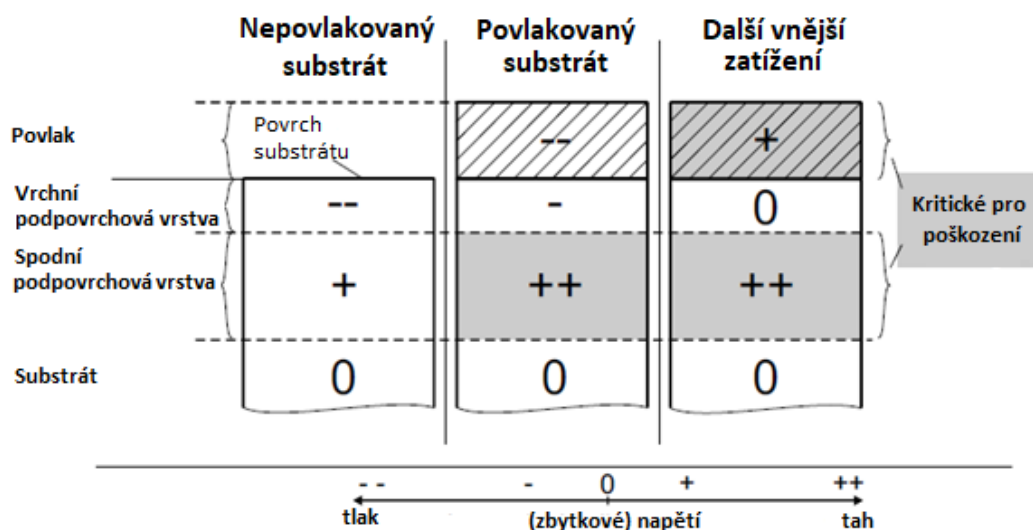 Nepovlakovaný
substrát
Povlakovaný
substrát
Další vnější
zatížení
Povlak
Povrch
substrátu
--
+
Vrchní
podpovrchová vrstva
--
-
0
Kritické pro
poškození
Spodní
podpovrchová vrstva
+
++
++
Substrát
0
0
0
--
-
0
+
++
tlak
(zbytkové) napětí
tah